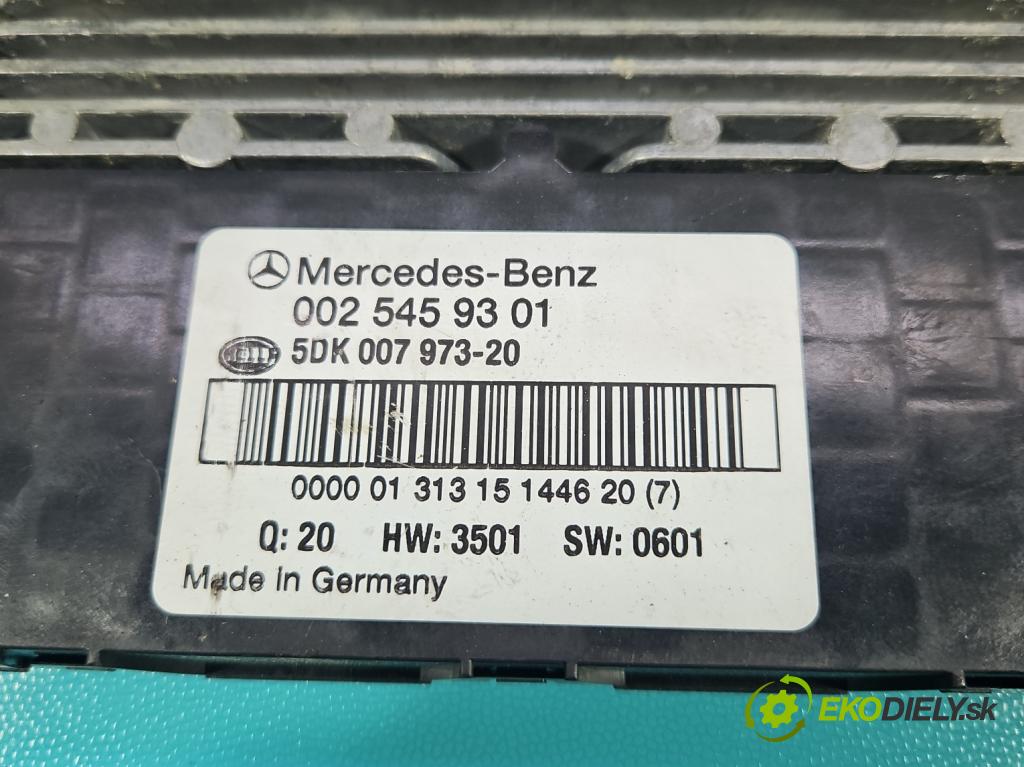 Mercedes-Benz
002 545 93 01
5DK 007 973-20
0000 01 313 15 1446 20 (7)
Q: 20 HW: 3501 SW: 0601
Made in Germany
EKODIELY.sk